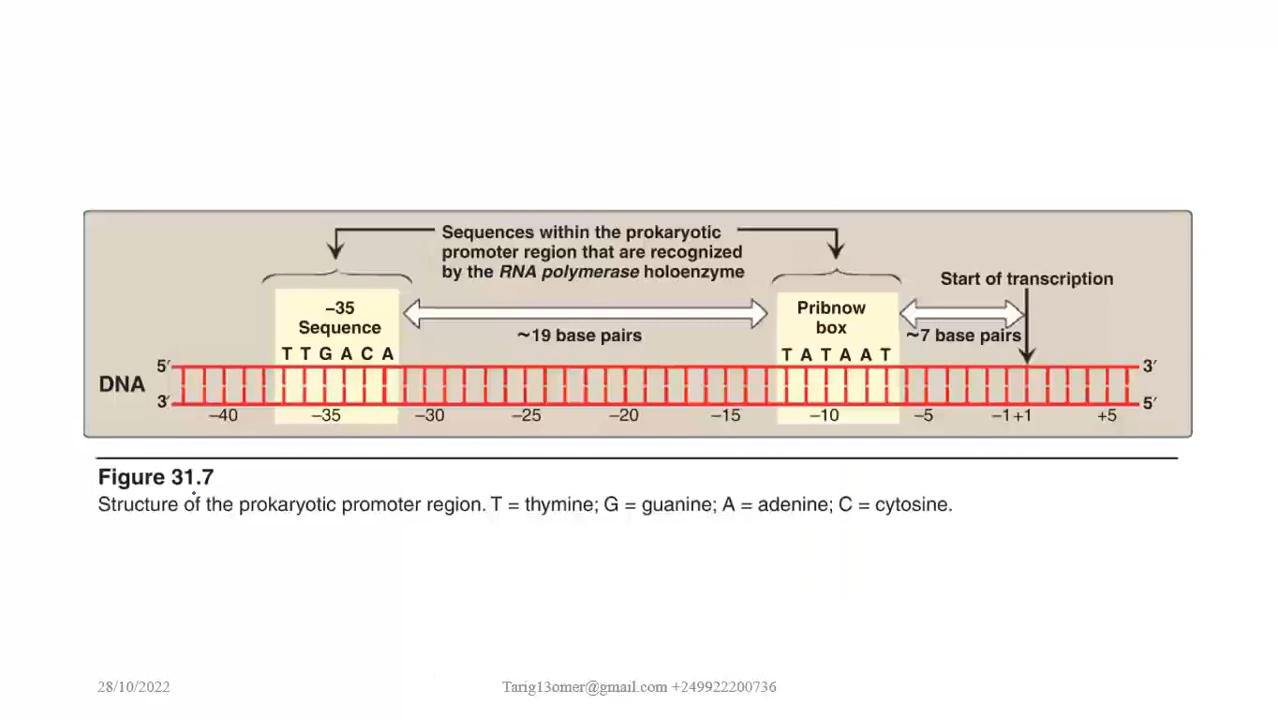 Sequences within the prokaryotic
promoter region that are recognized
by the RNA polymerase holoenzyme
Start of transcription
–35
Sequence
Pribnow
box
~19 base pairs
~7 base pairs
T T G A C A
T A T A A T
5′
3′
DNA
3′
5′
–40
–35
–30
–25
–20
–15
–10
–5
–1
+1
+5
Figure 31.7
Structure of the prokaryotic promoter region. T = thymine; G = guanine; A = adenine; C = cytosine.
28/10/2022
Tarig13omer@gmail.com +249922200736